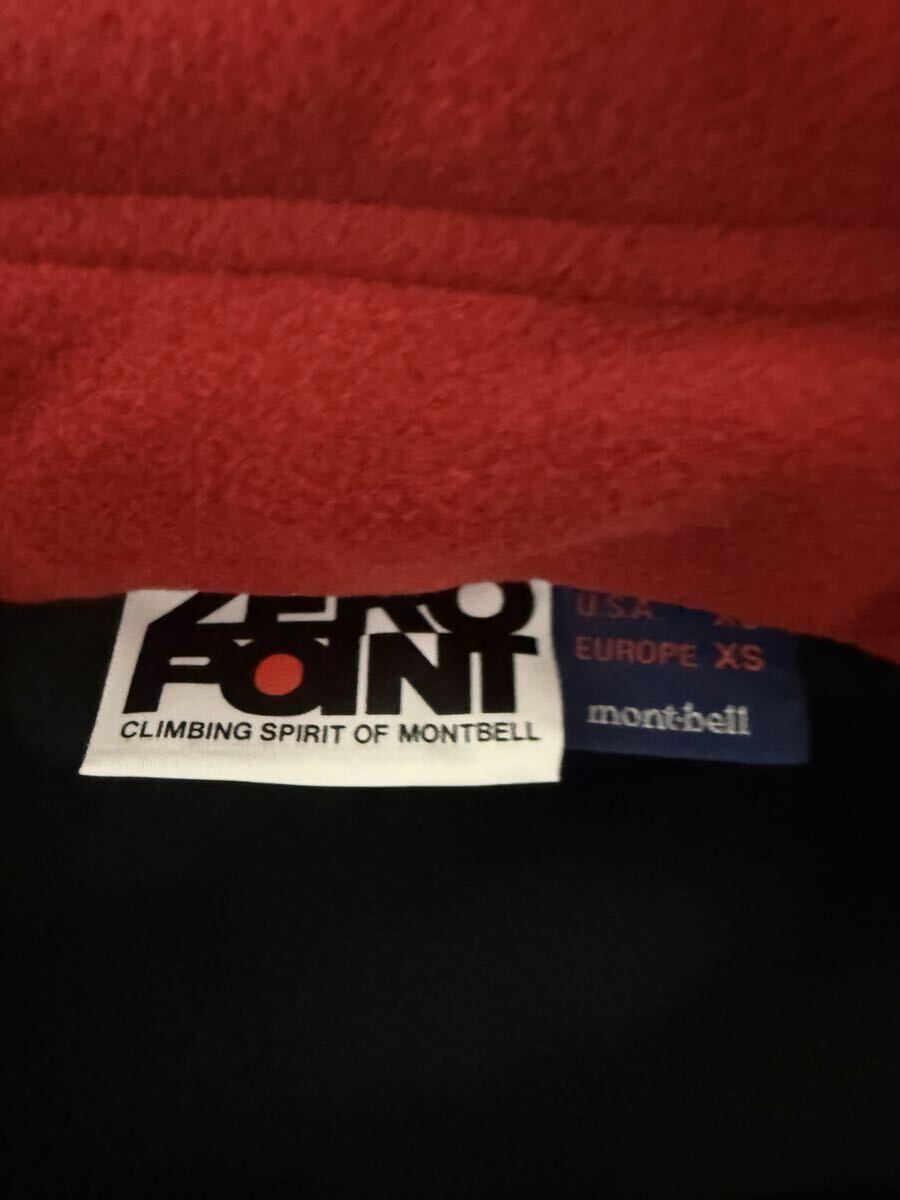 ZERO
POINT
CLIMBING SPIRIT OF MONTBELL
U.S.A.
EUROPE XS
mont-bell